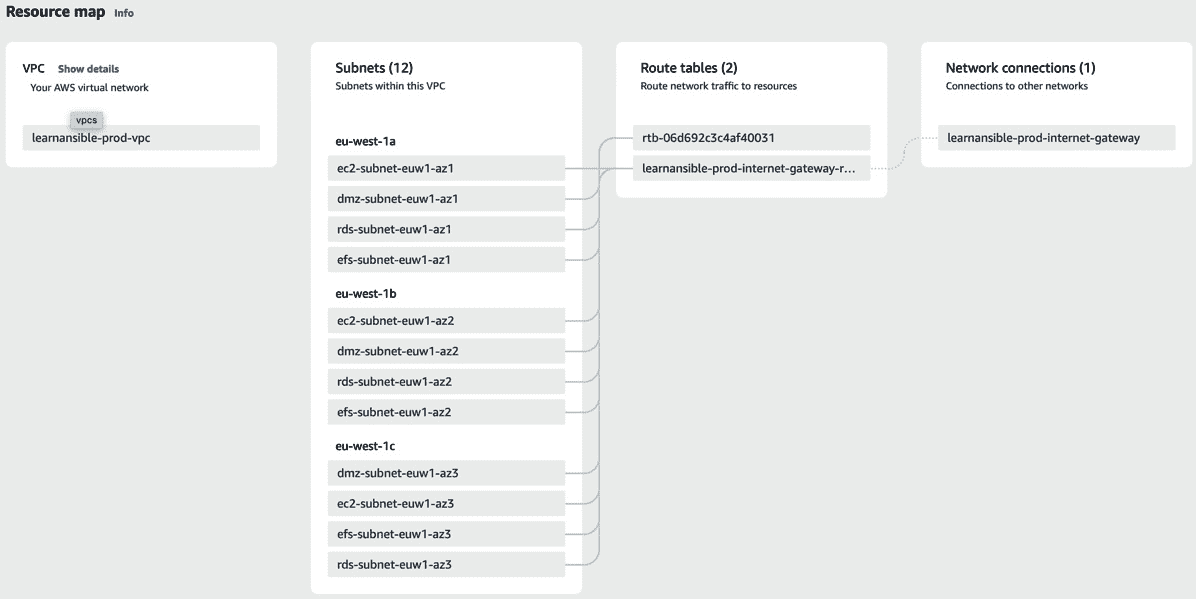 Resource map Info
VPC Show details
Your AWS virtual network
vpcs
learnansible-prod-vpc
Subnets (12)
Subnets within this VPC
eu-west-1a
ec2-subnet-euw1-az1
dmz-subnet-euw1-az1
rds-subnet-euw1-az1
efs-subnet-euw1-az1
eu-west-1b
ec2-subnet-euw1-az2
dmz-subnet-euw1-az2
rds-subnet-euw1-az2
efs-subnet-euw1-az2
eu-west-1c
dmz-subnet-euw1-az3
ec2-subnet-euw1-az3
efs-subnet-euw1-az3
rds-subnet-euw1-az3
Route tables (2)
Route network traffic to resources
rtb-06d692c3c4af40031
learnansible-prod-internet-gateway-r...
Network connections (1)
Connections to other networks
learnansible-prod-internet-gateway